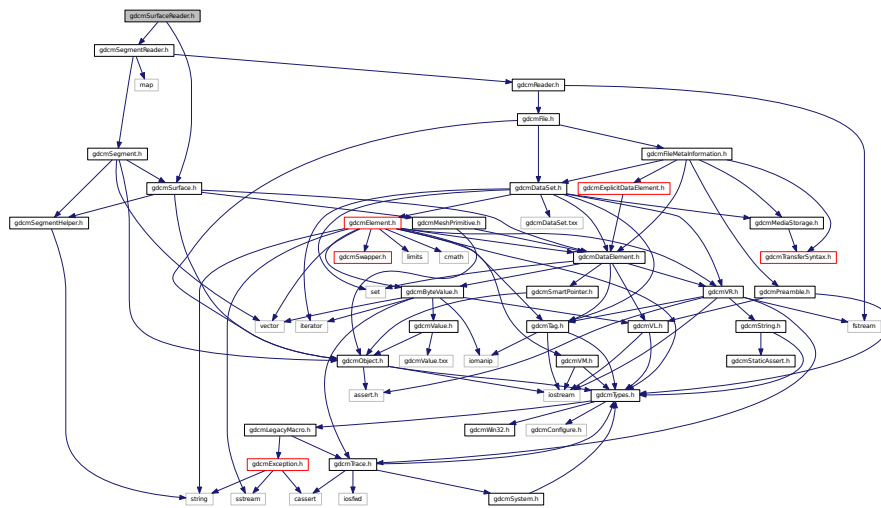 gdcmSurfaceReader.h
gdcmSegmentReader.h
map
gdcmReader.h
gdcmFile.h
gdcmSegment.h
gdcmFileMetaInformation.h
gdcmSurface.h
gdcmDataSet.h
gdcmExplicitDataElement.h
gdcmSegmentHelper.h
gdcmElement.h
gdcmMeshPrimitive.h
gdcmDataSet.txx
gdcmMediaStorage.h
gdcmSwapper.h
limits
cmath
gdcmDataElement.h
gdcmTransferSyntax.h
set
gdcmByteValue.h
gdcmSmartPointer.h
gdcmVR.h
gdcmPreamble.h
vector
iterator
gdcmValue.h
gdcmTag.h
gdcmVL.h
gdcmString.h
fstream
gdcmObject.h
gdcmValue.txx
iomanip
gdcmVM.h
gdcmStaticAssert.h
assert.h
iostream
gdcmTypes.h
gdcmLegacyMacro.h
gdcmWin32.h
gdcmConfigure.h
gdcmException.h
gdcmTrace.h
string
sstream
cassert
iosfwd
gdcmSystem.h